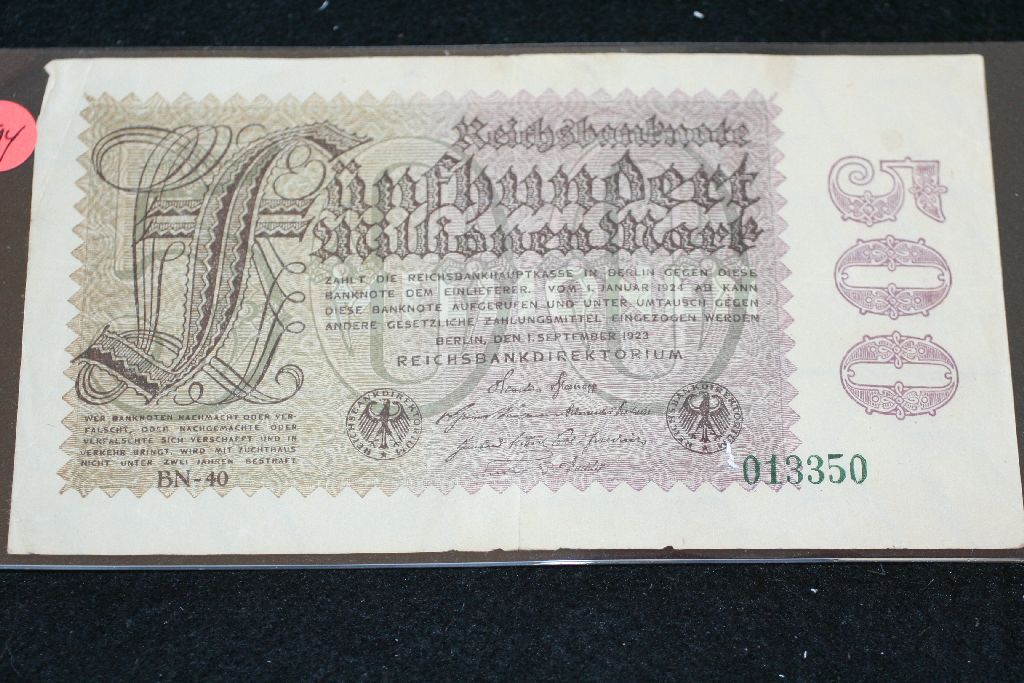 Reichsbanknote
Fünfhundert
Millionen Mark
ZAHLT DIE REICHSBANKHAUPTKASSE IN BERLIN GEGEN DIESE
BANKNOTE DEM EINLIEFERER. VOM 1. JANUAR 1924 AB KANN
DIESE BANKNOTE AUFGERUFEN UND UNTER UMTAUSCH GEGEN
ANDERE GESETZLICHE ZAHLUNGSMITTEL EINGEZOGEN WERDEN
BERLIN, DEN 1. SEPTEMBER 1923
REICHSBANKDIREKTORIUM
REICHSBANKDIREKTORIUM
REICHSBANKDIREKTORIUM
WER BANKNOTEN NACHMACHT ODER VER-
FÄLSCHT, ODER NACHGEMACHTE ODER
VERFÄLSCHTE SICH VERSCHAFFT UND IN
VERKEHR BRINGT, WIRD MIT ZUCHTHAUS
NICHT UNTER ZWEI JAHREN BESTRAFT
BN-40
013350
500
500